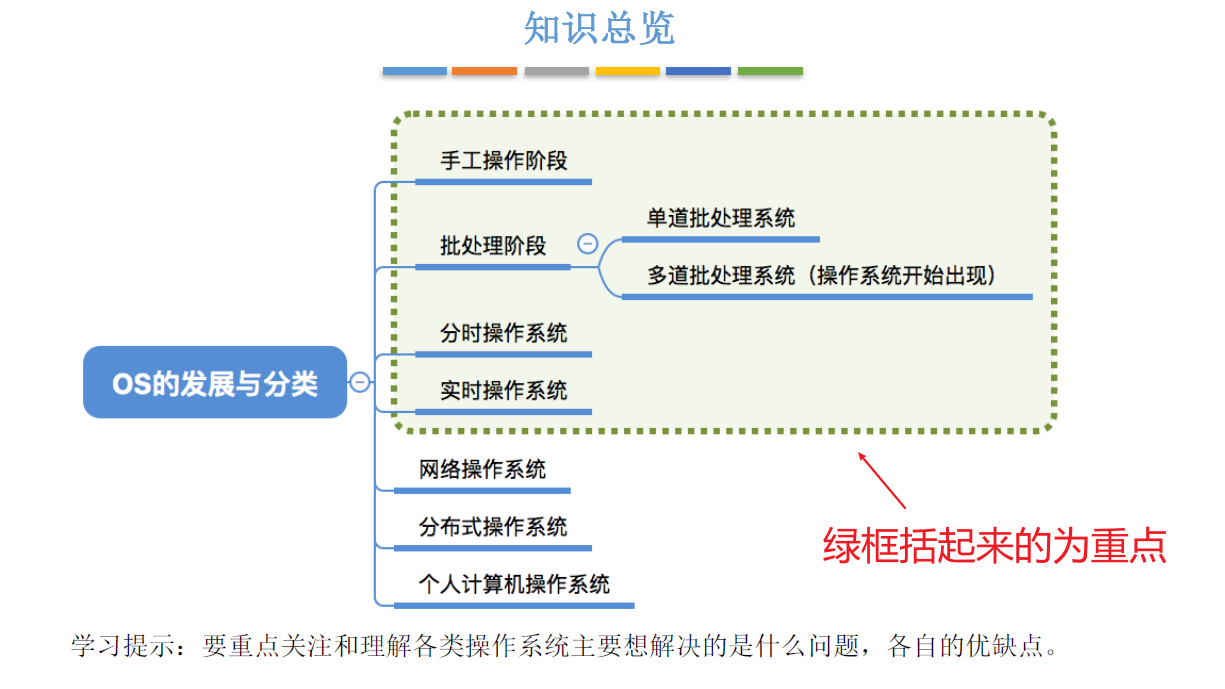 知识总览
手工操作阶段
批处理阶段
单道批处理系统
多道批处理系统（操作系统开始出现）
分时操作系统
实时操作系统
OS的发展与分类
网络操作系统
分布式操作系统
个人计算机操作系统
绿框括起来的为重点
学习提示：要重点关注和理解各类操作系统主要想解决的是什么问题，各自的优缺点。